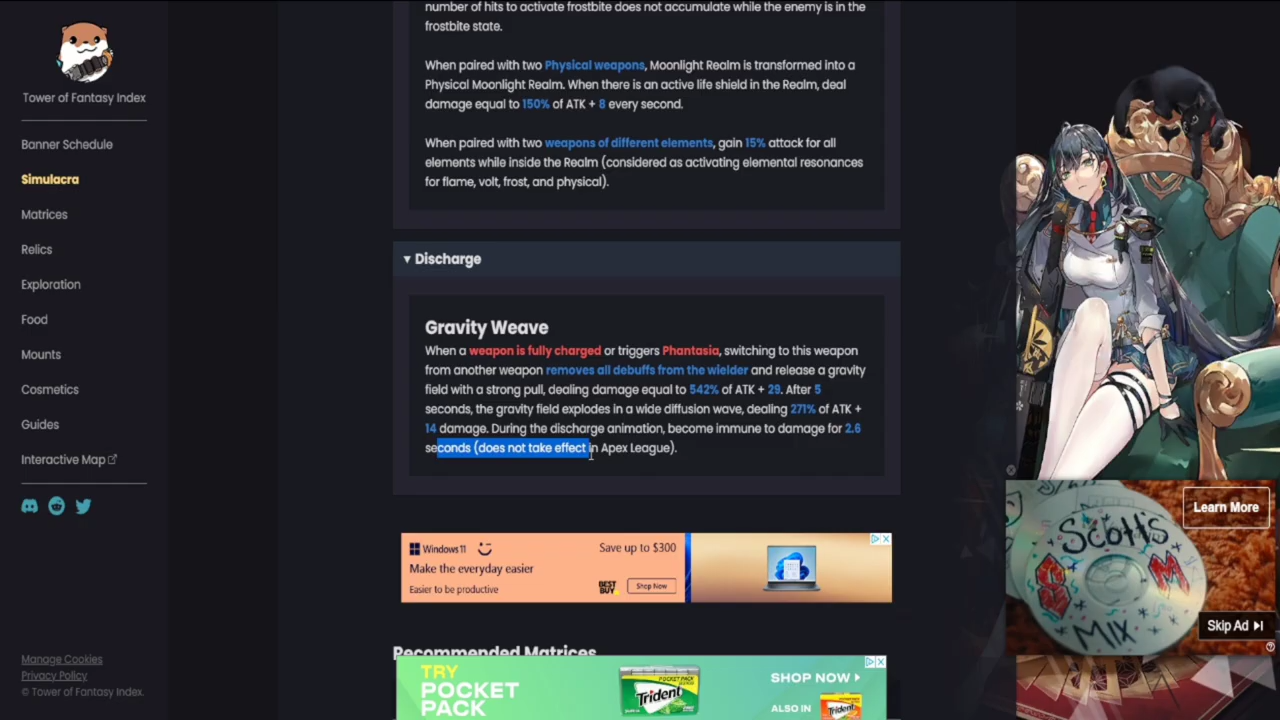 Tower of Fantasy Index
Banner Schedule
Simulacra
Matrices
Relics
Exploration
Food
Mounts
Cosmetics
Guides
Interactive Map
Manage Cookies
Privacy Policy
© Tower of Fantasy Index.
number of hits to activate frostbite does not accumulate while the enemy is in the
frostbite state.
When paired with two Physical weapons, Moonlight Realm is transformed into a
Physical Moonlight Realm. When there is an active life shield in the Realm, deal
damage equal to 150% of ATK + 8 every second.
When paired with two weapons of different elements, gain 15% attack for all
elements while inside the Realm (considered as activating elemental resonances
for flame, volt, frost, and physical).
▼ Discharge
Gravity Weave
When a weapon is fully charged or triggers Phantasia, switching to this weapon
from another weapon removes all debuffs from the wielder and release a gravity
field with a strong pull, dealing damage equal to 542% of ATK + 29. After 5
seconds, the gravity field explodes in a wide diffusion wave, dealing 271% of ATK +
14 damage. During the discharge animation, become immune to damage for 2.6
seconds (does not take effect in Apex League).
Windows 11
Save up to $300
Make the everyday easier
Easier to be productive
BEST BUY
Shop Now
Recommended Matrices
TRY
POCKET
PACK
POCKET PACK
Trident
SHOP NOW
ALSO IN
Trident
Learn More
Scott's
MIX
Skip Ad